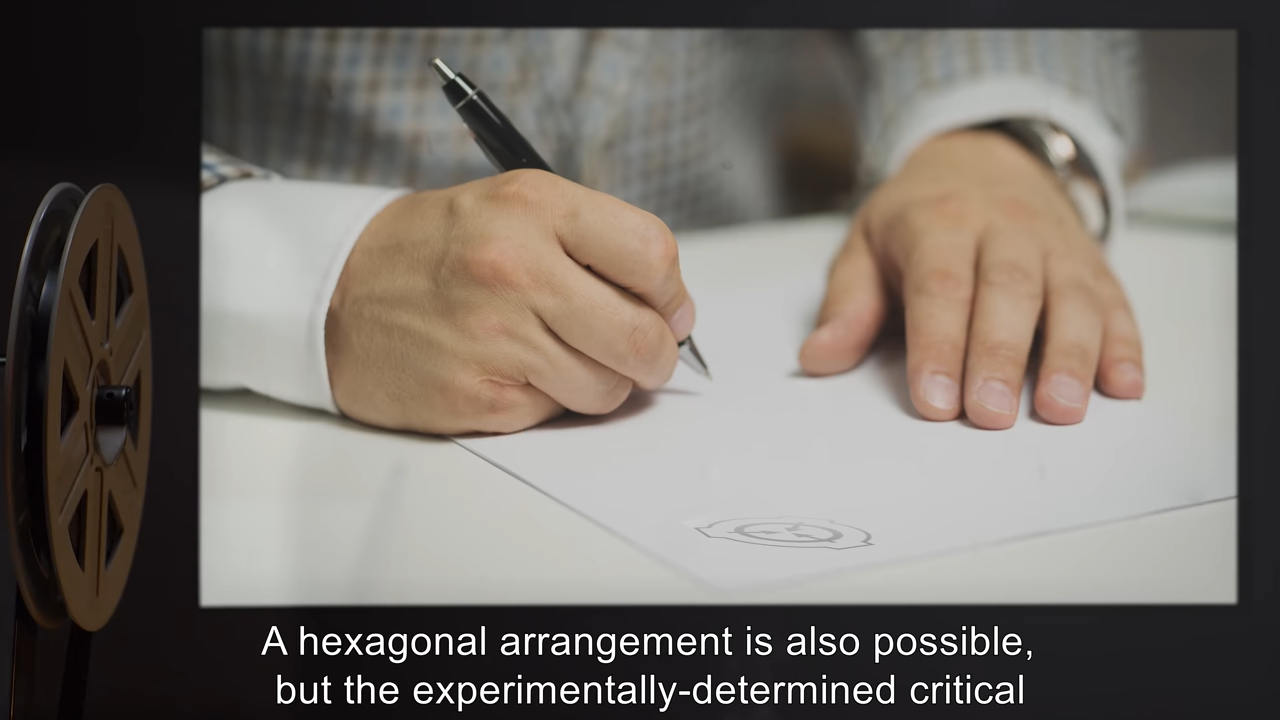 A hexagonal arrangement is also possible,
but the experimentally-determined critical